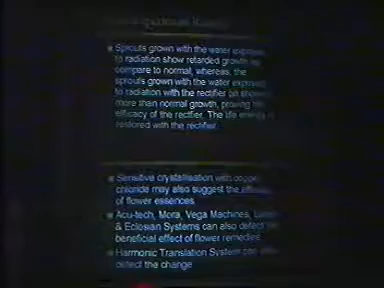 Sprouts grown with the water exposed
to radiation show retarded growth as
compare to normal, whereas, the
sprouts grown with the water exposed
to radiation with the rectifier on shows
more than normal growth, proving the
efficacy of the rectifier. The life energy is
restored with the rectifier.
Sensitive crystallisation with copper
chloride may also suggest the
of flower essences
Acu-tech, Mora, Vega Machines,
& Eclosian Systems can also detect the
beneficial effect of flower remedies
Harmonic Translation System can
detect the change